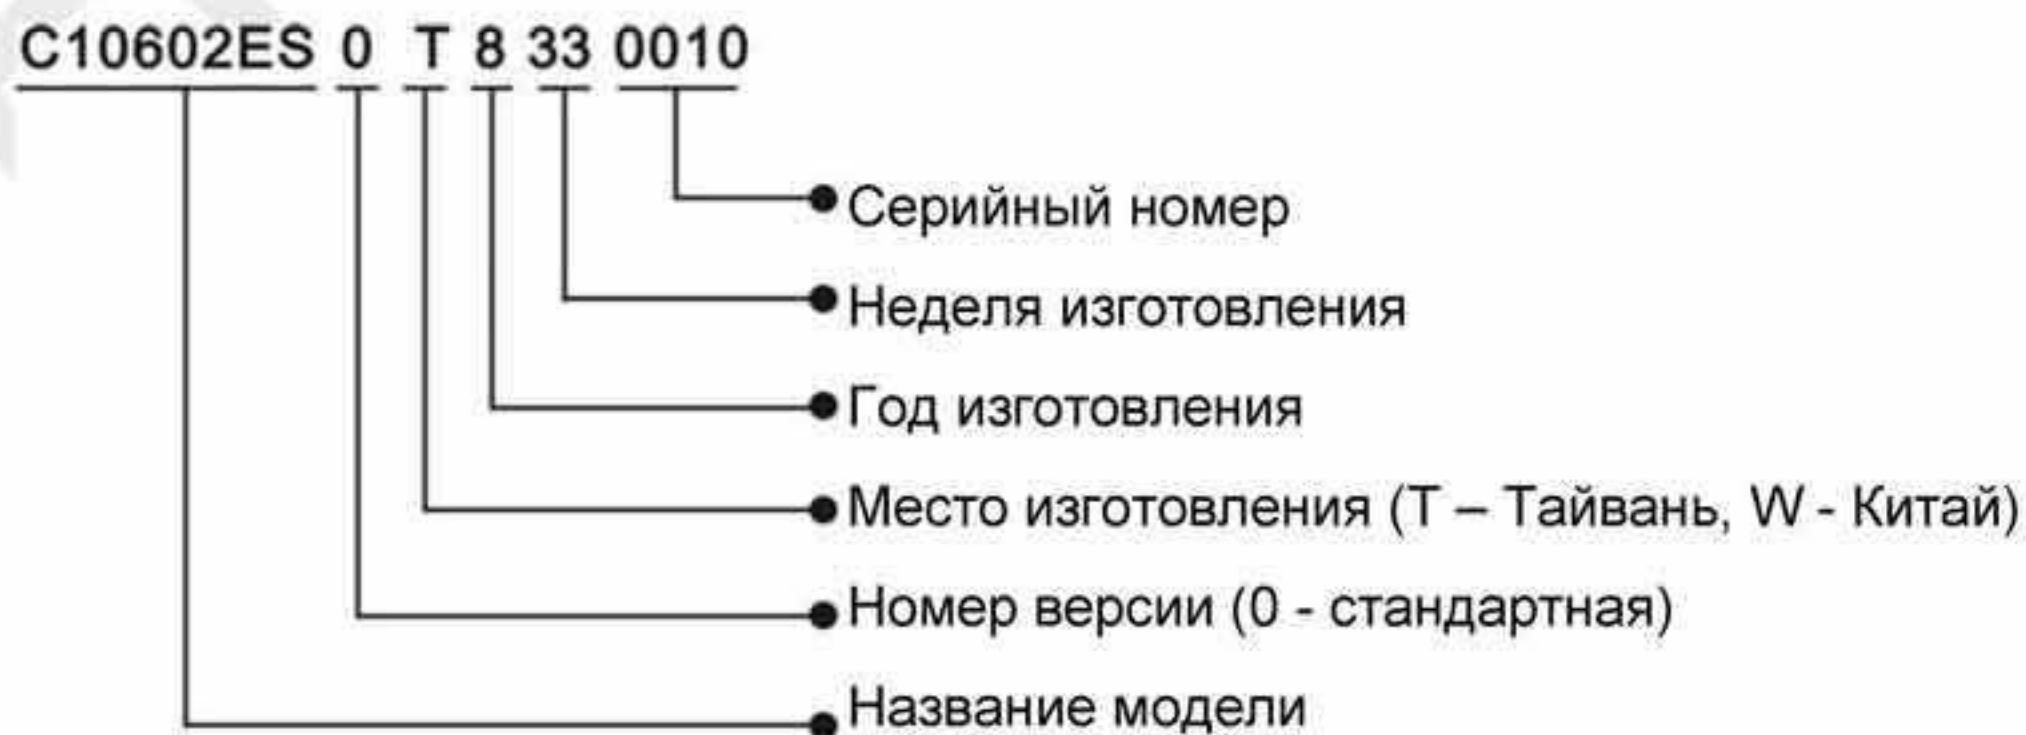 C10602ES 0 T 8 33 0010
Серийный номер
Неделя изготовления
Год изготовления
Место изготовления (T – Тайвань, W - Китай)
Номер версии (0 - стандартная)
Название модели